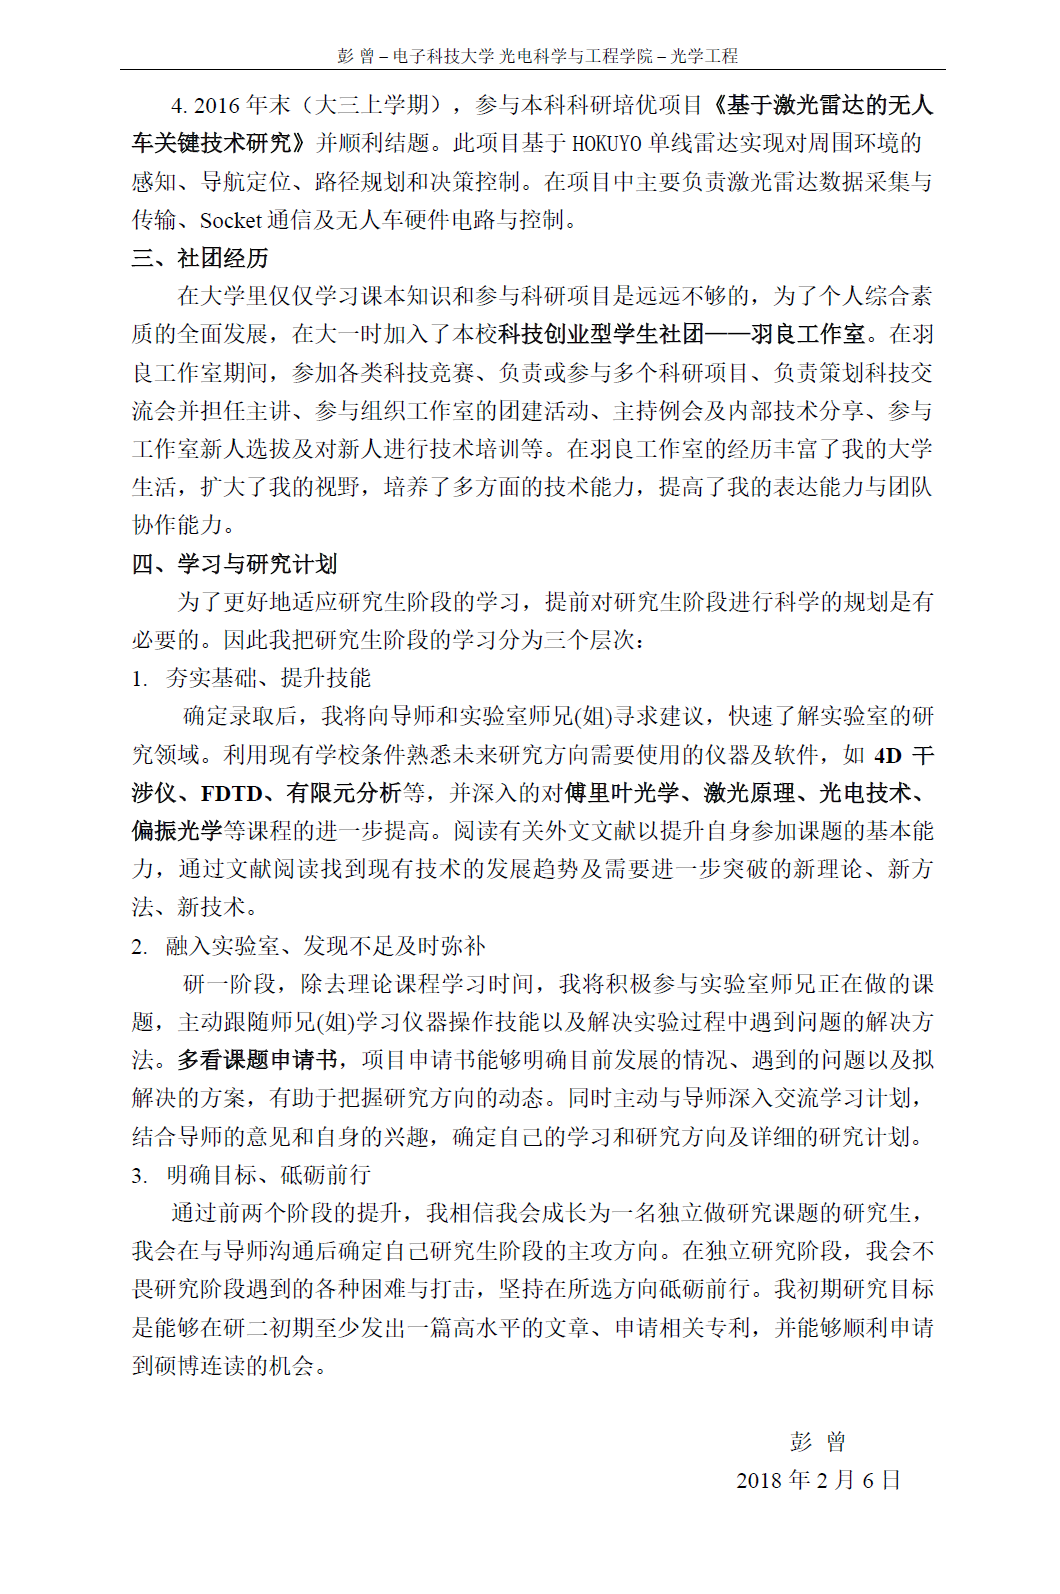 彭 曾 – 电子科技大学 光电科学与工程学院 – 光学工程
4. 2016 年末（大三上学期），参与本科科研培优项目《基于激光雷达的无人
车关键技术研究》并顺利结题。此项目基于 HOKUYO 单线雷达实现对周围环境的
感知、导航定位、路径规划和决策控制。在项目中主要负责激光雷达数据采集与
传输、Socket 通信及无人车硬件电路与控制。
三、社团经历
在大学里仅仅学习课本知识和参与科研项目是远远不够的，为了个人综合素
质的全面发展，在大一时加入了本校科技创业型学生社团——羽良工作室。在羽
良工作室期间，参加各类科技竞赛、负责或参与多个科研项目、负责策划科技交
流会并担任主讲、参与组织工作室的团建活动、主持例会及内部技术分享、参与
工作室新人选拔及对新人进行技术培训等。在羽良工作室的经历丰富了我的大学
生活，扩大了我的视野，培养了多方面的技术能力，提高了我的表达能力与团队
协作能力。
四、学习与研究计划
为了更好地适应研究生阶段的学习，提前对研究生阶段进行科学的规划是有
必要的。因此我把研究生阶段的学习分为三个层次：
1. 夯实基础、提升技能
确定录取后，我将向导师和实验室师兄(姐)寻求建议，快速了解实验室的研
究领域。利用现有学校条件熟悉未来研究方向需要使用的仪器及软件，如 4D 干
涉仪、FDTD、有限元分析等，并深入的对傅里叶光学、激光原理、光电技术、
偏振光学等课程的进一步提高。阅读有关外文文献以提升自身参加课题的基本能
力，通过文献阅读找到现有技术的发展趋势及需要进一步突破的新理论、新方
法、新技术。
2. 融入实验室、发现不足及时弥补
研一阶段，除去理论课程学习时间，我将积极参与实验室师兄正在做的课
题，主动跟随师兄(姐)学习仪器操作技能以及解决实验过程中遇到问题的解决方
法。多看课题申请书，项目申请书能够明确目前发展的情况、遇到的问题以及拟
解决的方案，有助于把握研究方向的动态。同时主动与导师深入交流学习计划，
结合导师的意见和自身的兴趣，确定自己的学习和研究方向及详细的研究计划。
3. 明确目标、砥砺前行
通过前两个阶段的提升，我相信我会成长为一名独立做研究课题的研究生，
我会在与导师沟通后确定自己研究生阶段的主攻方向。在独立研究阶段，我会不
畏研究阶段遇到的各种困难与打击，坚持在所选方向砥砺前行。我初期研究目标
是能够在研二初期至少发出一篇高水平的文章、申请相关专利，并能够顺利申请
到硕博连读的机会。
彭 曾
2018 年 2 月 6 日